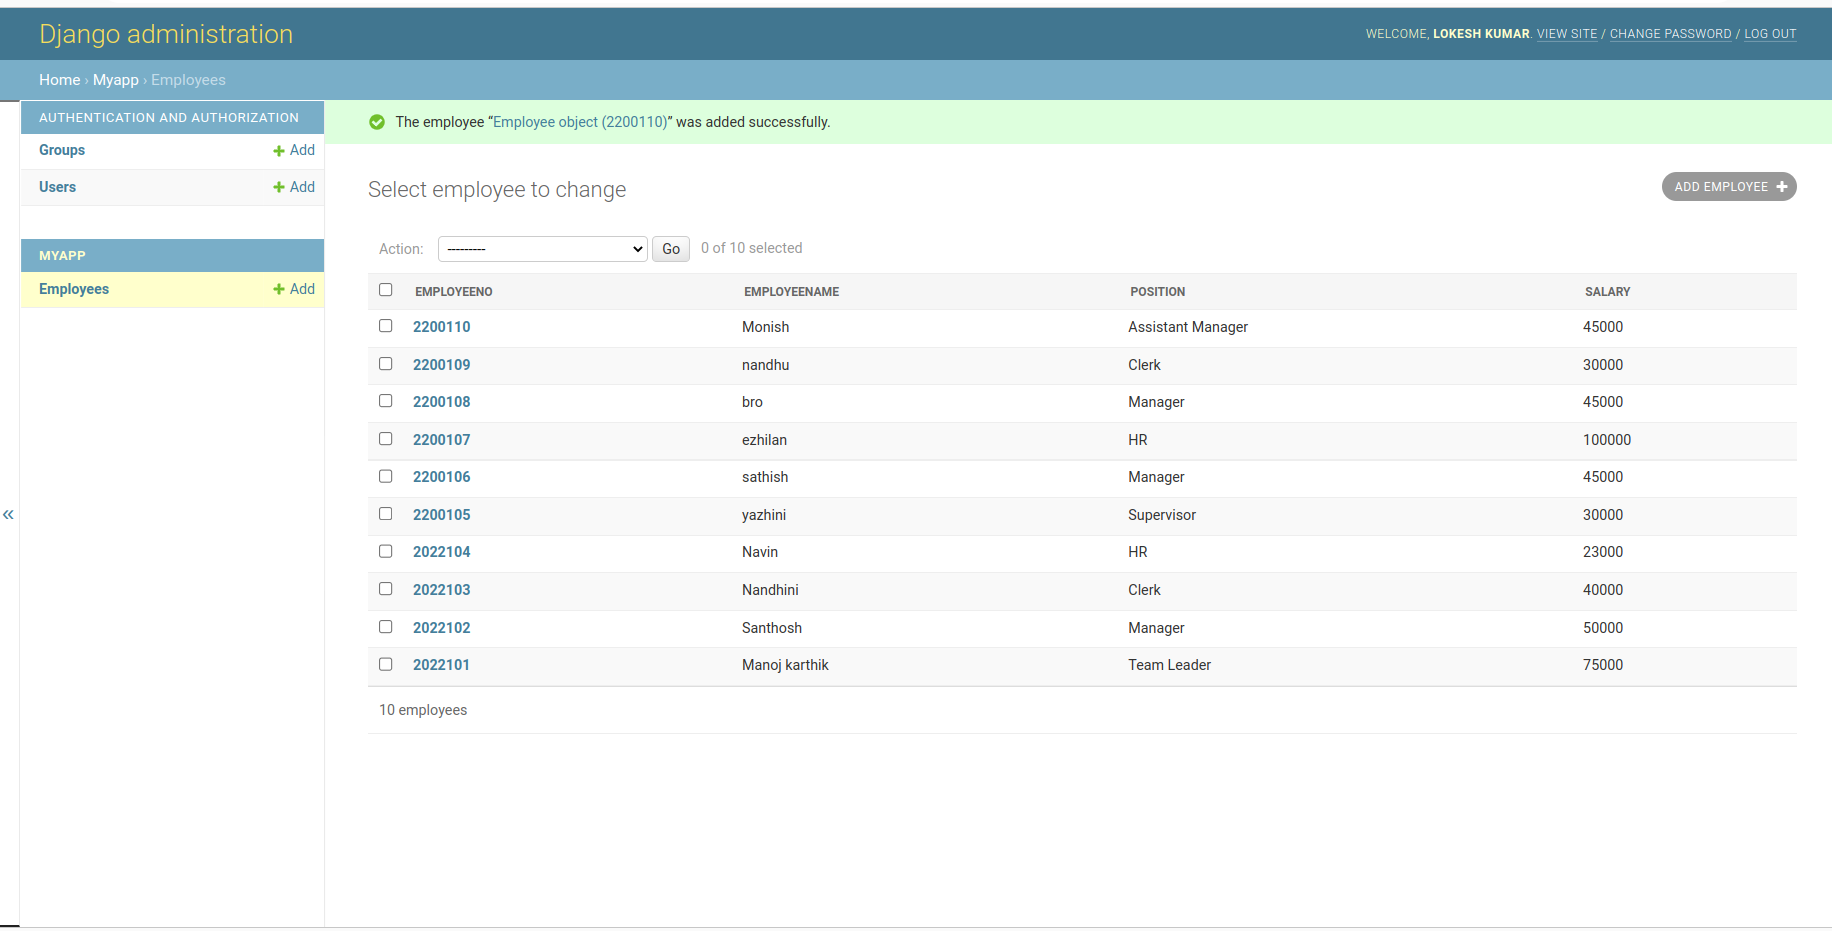 Django administration
WELCOME, LOKESH KUMAR. VIEW SITE / CHANGE PASSWORD / LOG OUT
Home › Myapp › Employees
AUTHENTICATION AND AUTHORIZATION
Groups + Add
Users + Add
MYAPP
Employees + Add
«
The employee “Employee object (2200110)” was added successfully.
Select employee to change
ADD EMPLOYEE +
Action: --------- Go 0 of 10 selected
EMPLOYEENO EMPLOYEENAME POSITION SALARY
2200110 Monish Assistant Manager 45000
2200109 nandhu Clerk 30000
2200108 bro Manager 45000
2200107 ezhilan HR 100000
2200106 sathish Manager 45000
2200105 yazhini Supervisor 30000
2022104 Navin HR 23000
2022103 Nandhini Clerk 40000
2022102 Santhosh Manager 50000
2022101 Manoj karthik Team Leader 75000
10 employees